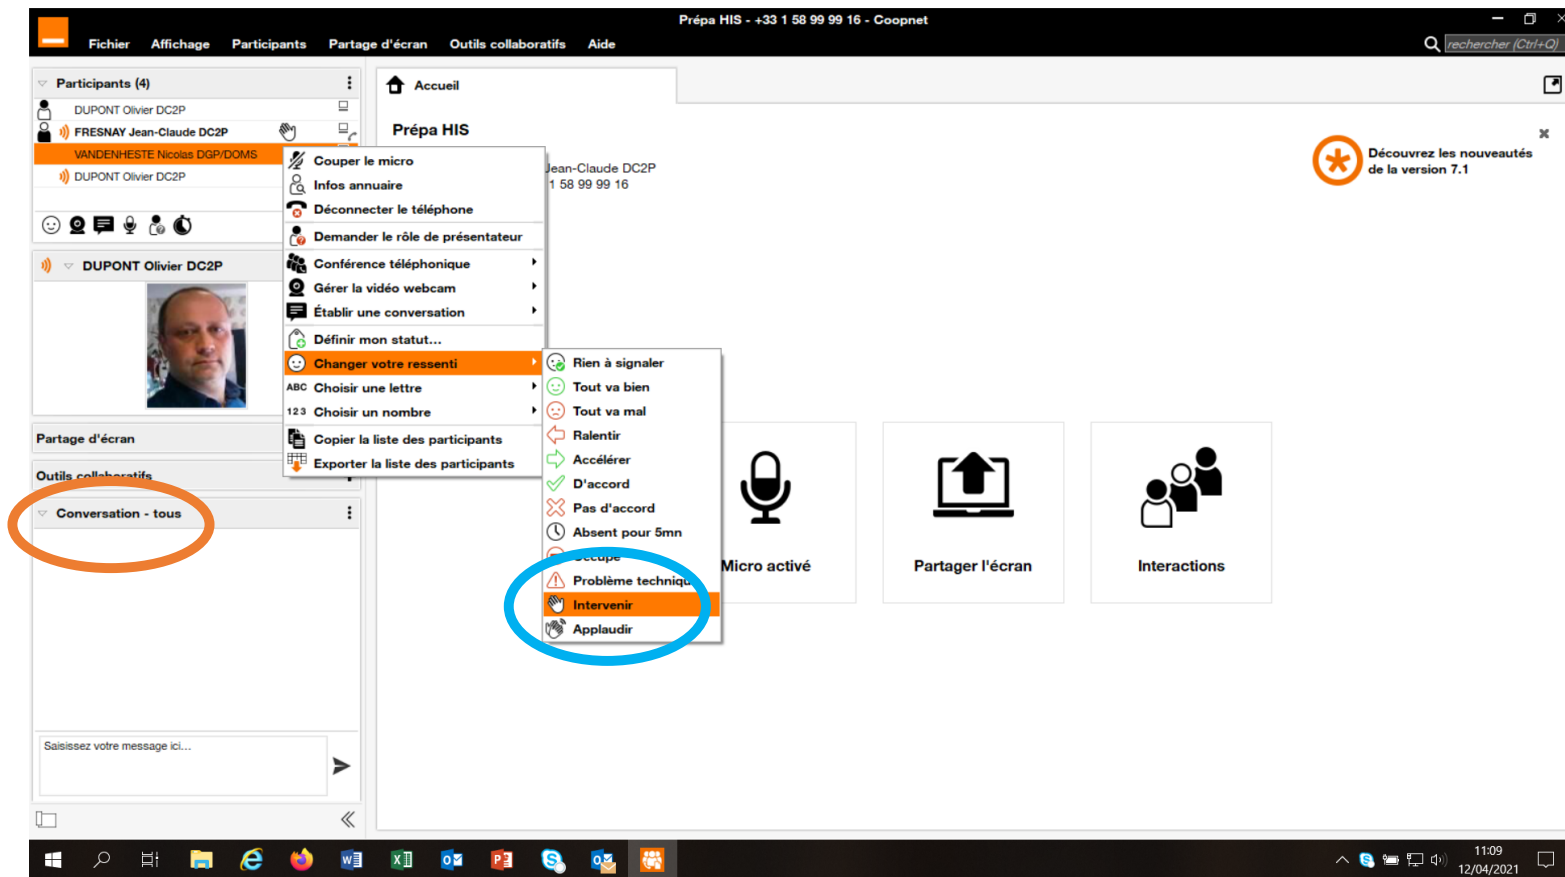 Prépa HIS - +33 1 58 99 99 16 - Coopnet
Fichier Affichage Participants Partage d'écran Outils collaboratifs Aide
rechercher (Ctrl+Q)
Participants (4)
DUPONT Olivier DC2P
FRESNAY Jean-Claude DC2P
VANDENHESTE Nicolas DGP/DOMS
DUPONT Olivier DC2P
DUPONT Olivier DC2P
Partage d'écran
Outils collaboratifs
Conversation - tous
Saisissez votre message ici...
Couper le micro
Infos annuaire
Déconnecter le téléphone
Demander le rôle de présentateur
Conférence téléphonique
Gérer la vidéo webcam
Établir une conversation
Définir mon statut...
Changer votre ressenti
ABC Choisir une lettre
123 Choisir un nombre
Copier la liste des participants
Exporter la liste des participants
Rien à signaler
Tout va bien
Tout va mal
Ralentir
Accélérer
D'accord
Pas d'accord
Absent pour 5mn
Occupé
Problème technique
Intervenir
Applaudir
Accueil
Prépa HIS
Jean-Claude DC2P
1 58 99 99 16
Découvrez les nouveautés
de la version 7.1
Micro activé
Partager l'écran
Interactions
11:09
12/04/2021